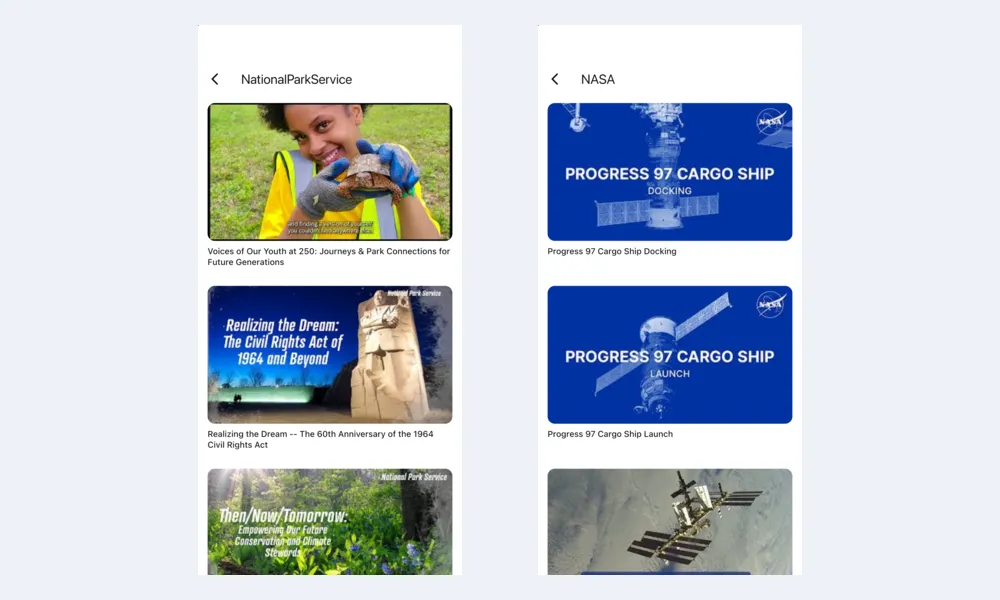 NationalParkService
and finding a version of yourself
you couldn't find anywhere else.
Voices of Our Youth at 250: Journeys & Park Connections for
Future Generations
National Park Service
Realizing the Dream:
The Civil Rights Act of
1964 and Beyond
Realizing the Dream -- The 60th Anniversary of the 1964
Civil Rights Act
National Park Service
Then/Now/Tomorrow:
Empowering Our Future
Conservation and Climate
Stewards
NASA
NASA
PROGRESS 97 CARGO SHIP
DOCKING
Progress 97 Cargo Ship Docking
NASA
PROGRESS 97 CARGO SHIP
LAUNCH
Progress 97 Cargo Ship Launch